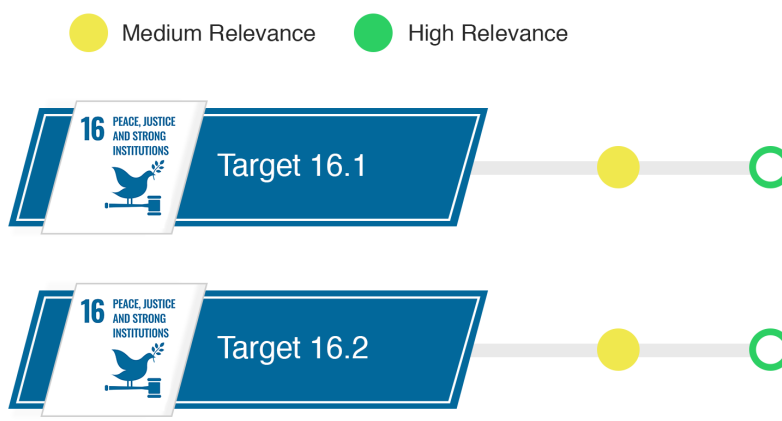 Medium Relevance
High Relevance
16 PEACE, JUSTICE
AND STRONG
INSTITUTIONS
Target 16.1
16 PEACE, JUSTICE
AND STRONG
INSTITUTIONS
Target 16.2